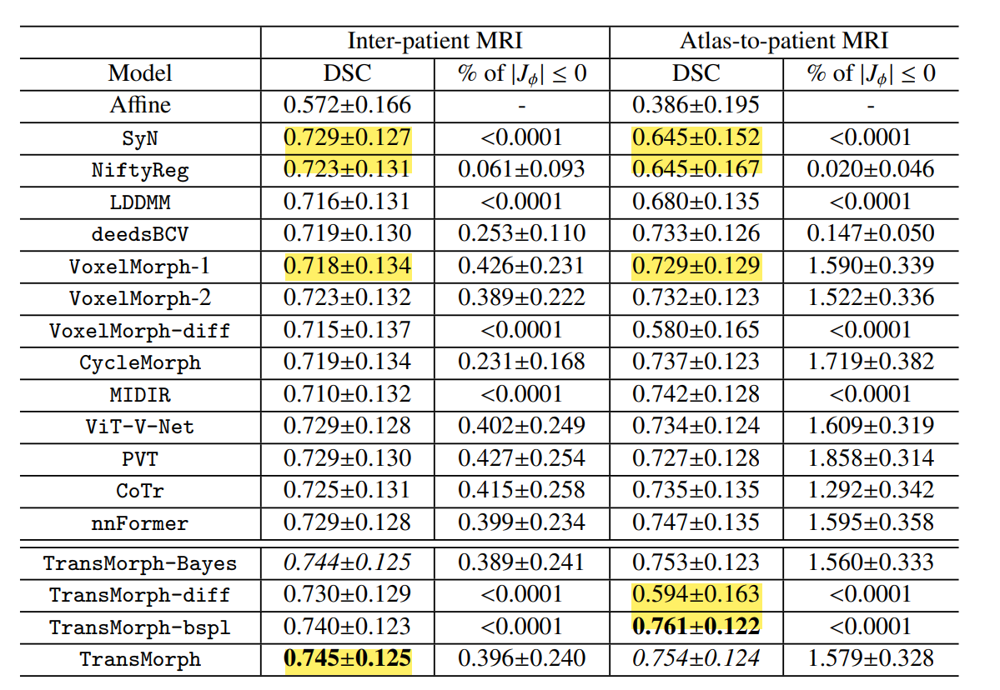 Inter-patient MRI Atlas-to-patient MRI
Model DSC % of |Jϕ| ≤ 0 DSC % of |Jϕ| ≤ 0
Affine 0.572±0.166 - 0.386±0.195 -
SyN 0.729±0.127 <0.0001 0.645±0.152 <0.0001
NiftyReg 0.723±0.131 0.061±0.093 0.645±0.167 0.020±0.046
LDDMM 0.716±0.131 <0.0001 0.680±0.135 <0.0001
deedsBCV 0.719±0.130 0.253±0.110 0.733±0.126 0.147±0.050
VoxelMorph-1 0.718±0.134 0.426±0.231 0.729±0.129 1.590±0.339
VoxelMorph-2 0.723±0.132 0.389±0.222 0.732±0.123 1.522±0.336
VoxelMorph-diff 0.715±0.137 <0.0001 0.580±0.165 <0.0001
CycleMorph 0.719±0.134 0.231±0.168 0.737±0.123 1.719±0.382
MIDIR 0.710±0.132 <0.0001 0.742±0.128 <0.0001
ViT-V-Net 0.729±0.128 0.402±0.249 0.734±0.124 1.609±0.319
PVT 0.729±0.130 0.427±0.254 0.727±0.128 1.858±0.314
CoTr 0.725±0.131 0.415±0.258 0.735±0.135 1.292±0.342
nnFormer 0.729±0.128 0.399±0.234 0.747±0.135 1.595±0.358
TransMorph-Bayes 0.744±0.125 0.389±0.241 0.753±0.123 1.560±0.333
TransMorph-diff 0.730±0.129 <0.0001 0.594±0.163 <0.0001
TransMorph-bspl 0.740±0.123 <0.0001 0.761±0.122 <0.0001
TransMorph 0.745±0.125 0.396±0.240 0.754±0.124 1.579±0.328